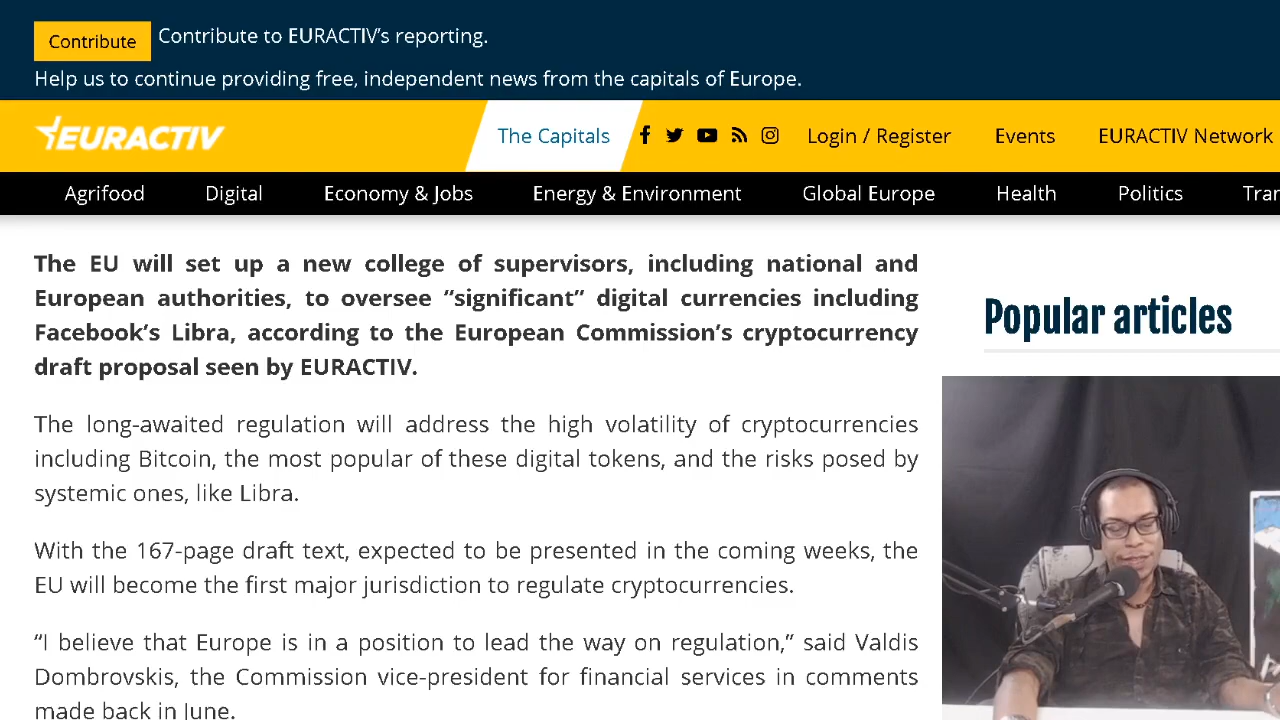 Contribute Contribute to EURACTIV’s reporting.
Help us to continue providing free, independent news from the capitals of Europe.
EURACTIV The Capitals Login / Register Events EURACTIV Network
Agrifood Digital Economy & Jobs Energy & Environment Global Europe Health Politics Tran
The EU will set up a new college of supervisors, including national and
European authorities, to oversee “significant” digital currencies including
Facebook’s Libra, according to the European Commission’s cryptocurrency
draft proposal seen by EURACTIV.
Popular articles
The long-awaited regulation will address the high volatility of cryptocurrencies
including Bitcoin, the most popular of these digital tokens, and the risks posed by
systemic ones, like Libra.
With the 167-page draft text, expected to be presented in the coming weeks, the
EU will become the first major jurisdiction to regulate cryptocurrencies.
“I believe that Europe is in a position to lead the way on regulation,” said Valdis
Dombrovskis, the Commission vice-president for financial services in comments
made back in June.